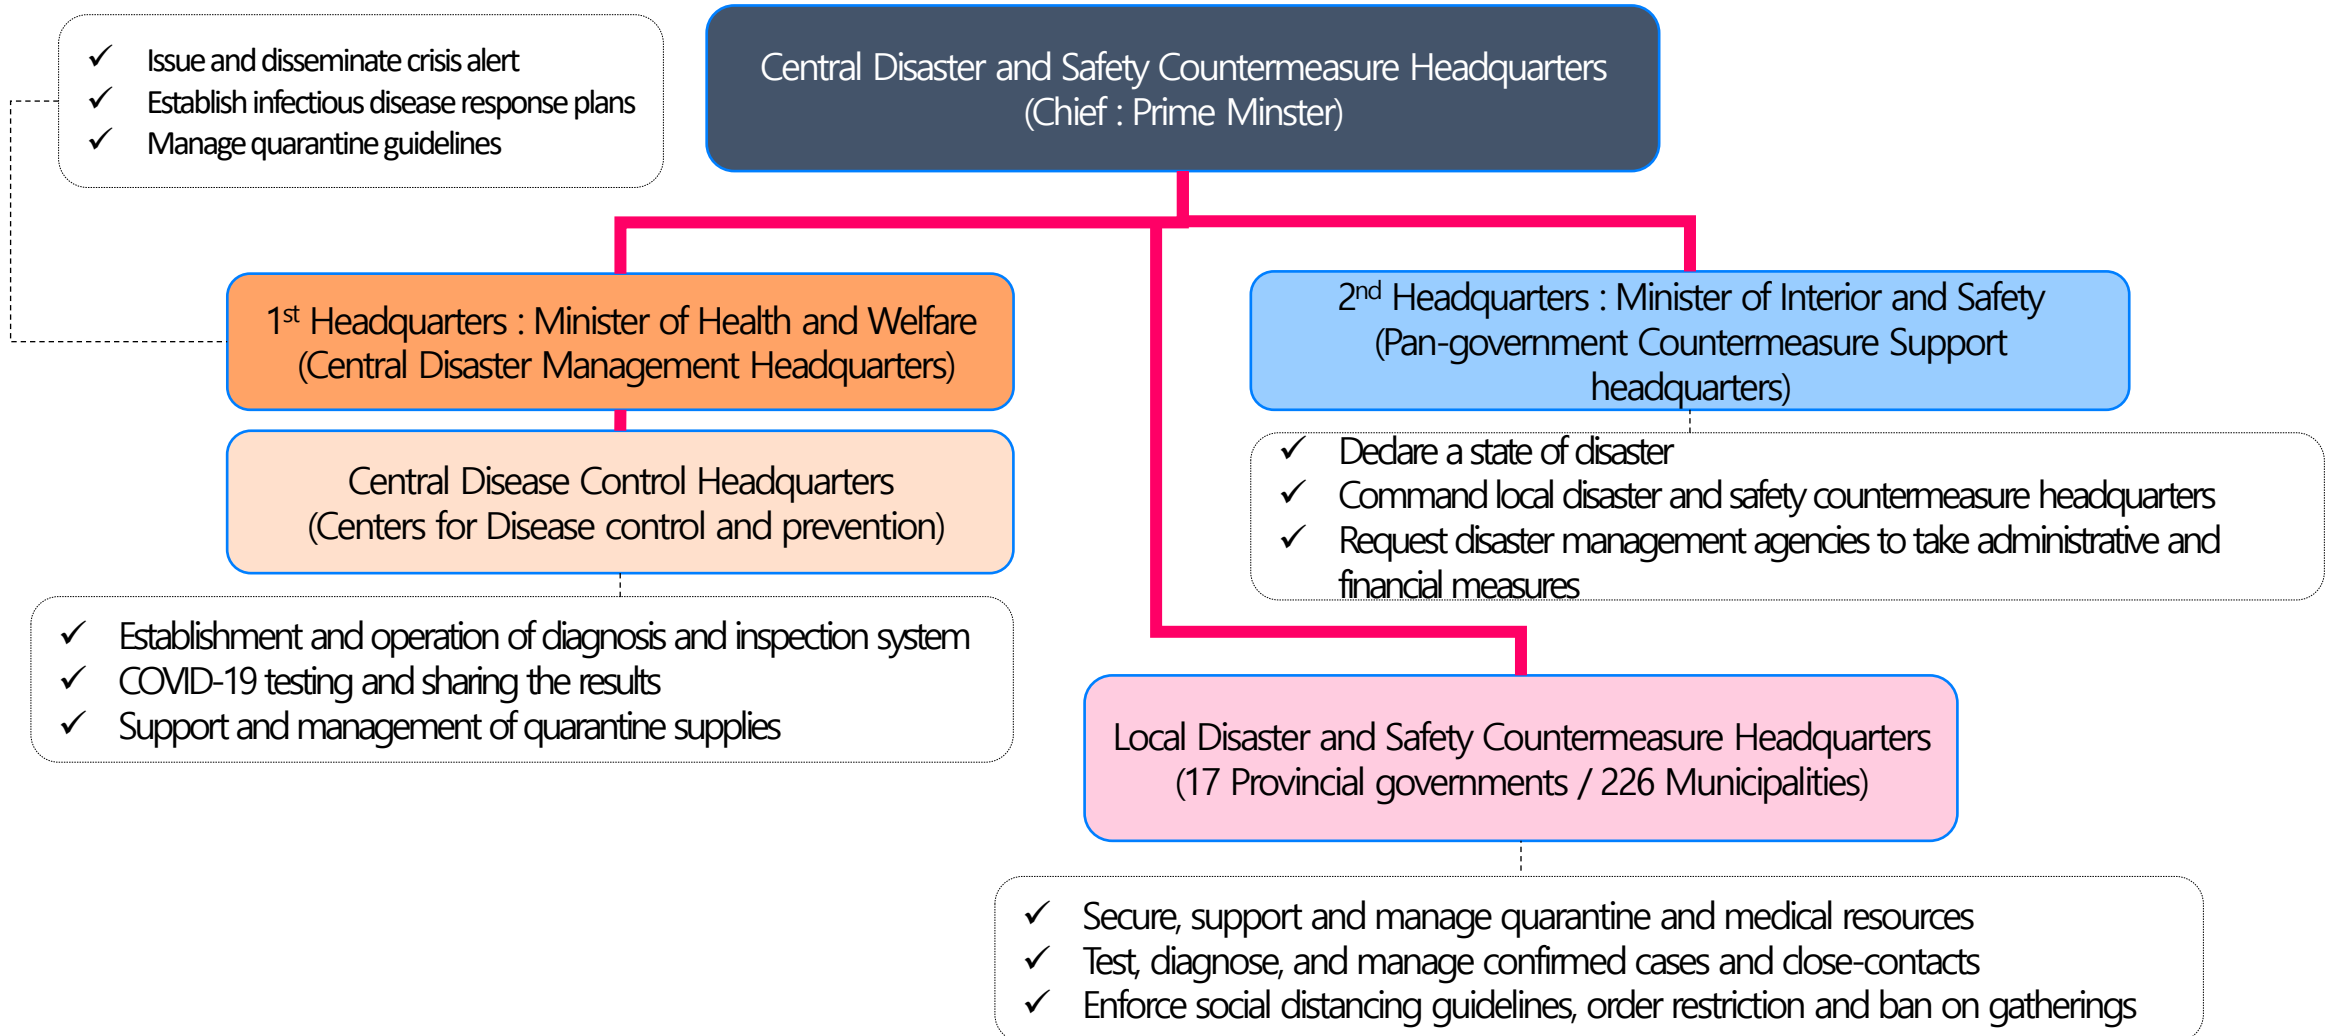 Issue and disseminate crisis alert
Establish infectious disease response plans
Manage quarantine guidelines
Central Disaster and Safety Countermeasure Headquarters
(Chief : Prime Minster)
1st Headquarters : Minister of Health and Welfare
(Central Disaster Management Headquarters)
2nd Headquarters : Minister of Interior and Safety
(Pan-government Countermeasure Support
headquarters)
Central Disease Control Headquarters
(Centers for Disease control and prevention)
Declare a state of disaster
Command local disaster and safety countermeasure headquarters
Request disaster management agencies to take administrative and
financial measures
Establishment and operation of diagnosis and inspection system
COVID-19 testing and sharing the results
Support and management of quarantine supplies
Local Disaster and Safety Countermeasure Headquarters
(17 Provincial governments / 226 Municipalities)
Secure, support and manage quarantine and medical resources
Test, diagnose, and manage confirmed cases and close-contacts
Enforce social distancing guidelines, order restriction and ban on gatherings